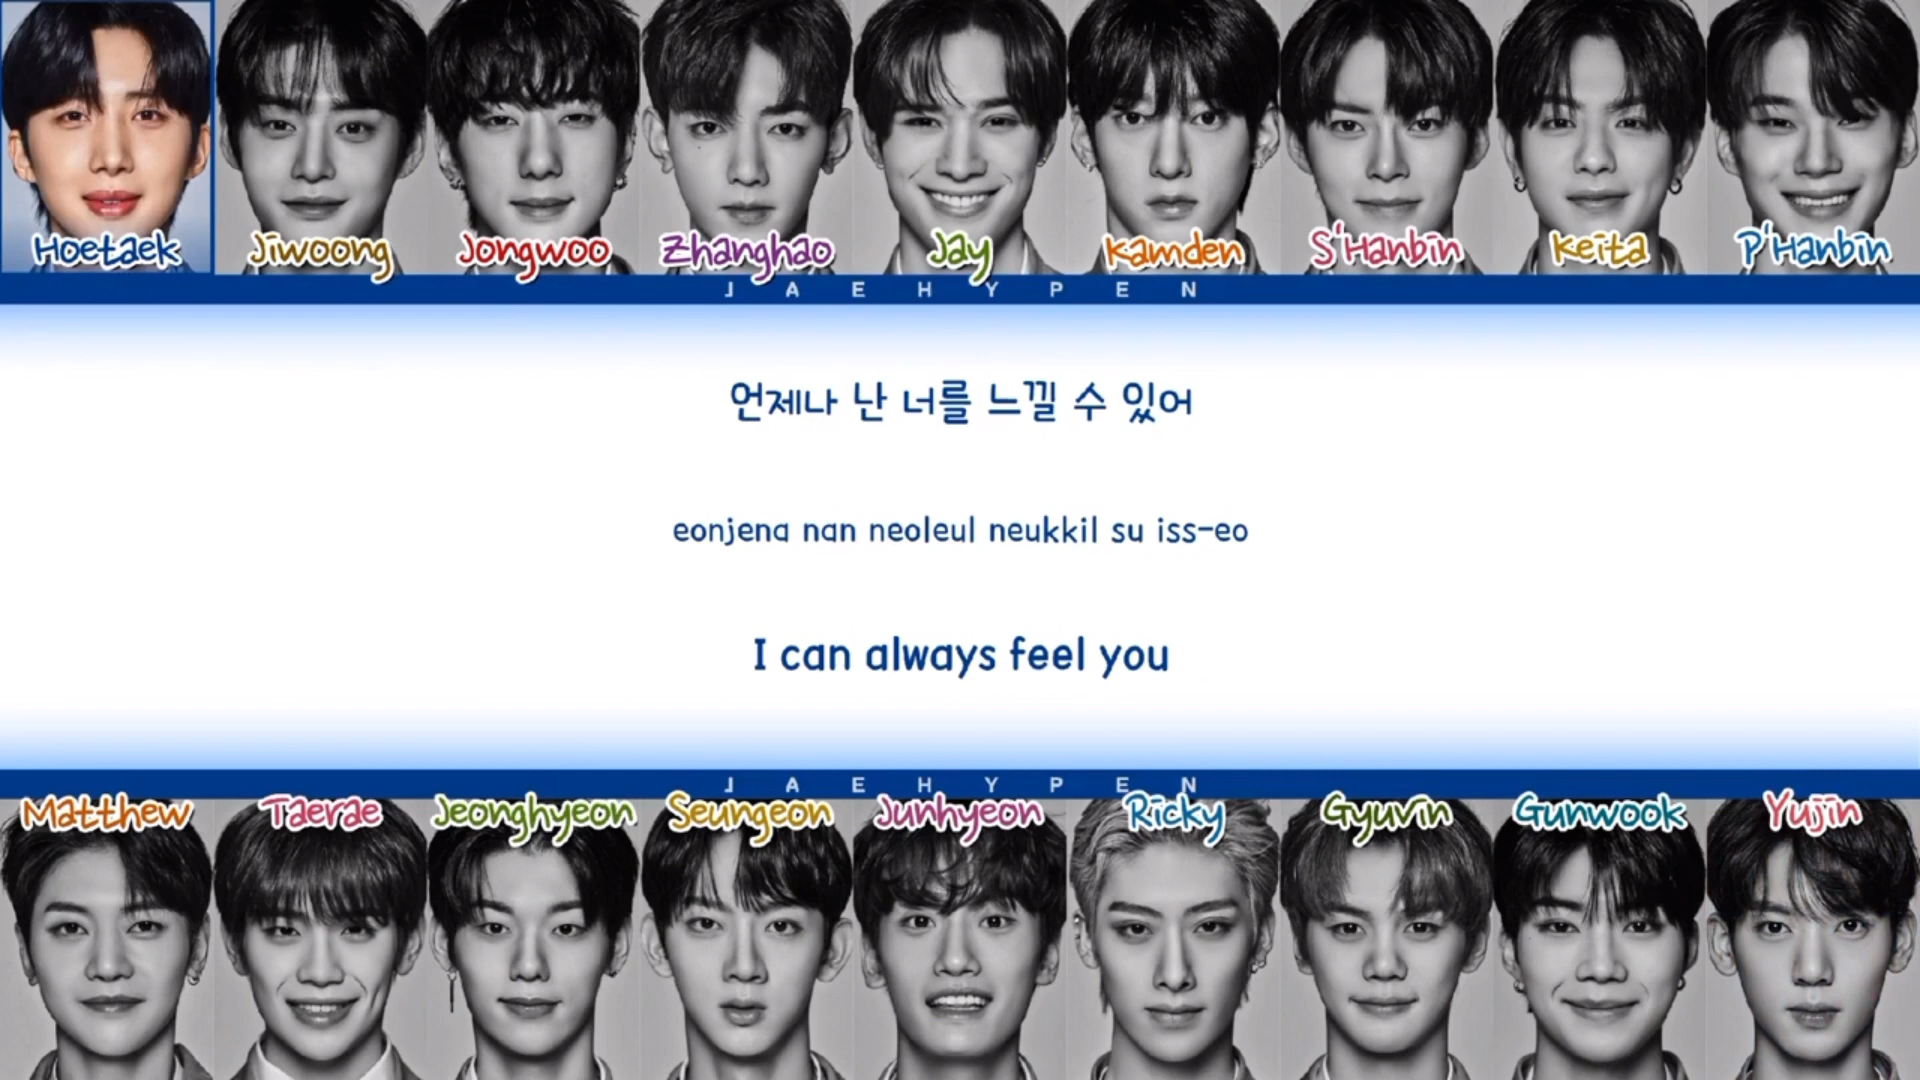 Hoetaek Jiwoong Jongwoo Zhanghao Jay Kamden S'Hanbin Keita P'Hanbin
JAEHYPEN
언제나 난 너를 느낄 수 있어
eonjena nan neoleul neukkil su iss-eo
I can always feel you
JAEHYPEN
Matthew Taerae Jeonghyeon Seungeon Junhyeon Ricky Gyuvin Gunwook Yujin